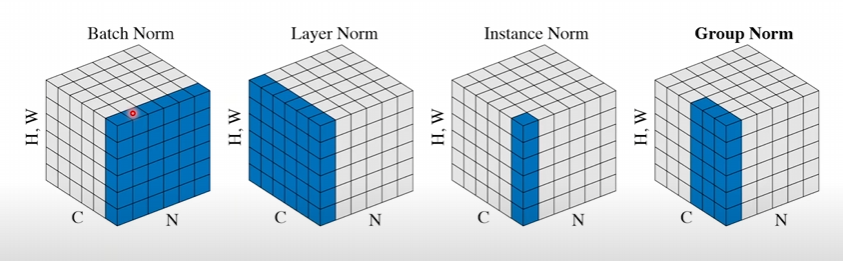 Batch Norm
Layer Norm
Instance Norm
Group Norm
H, W
C
N
H, W
C
N
H, W
C
N
H, W
C
N